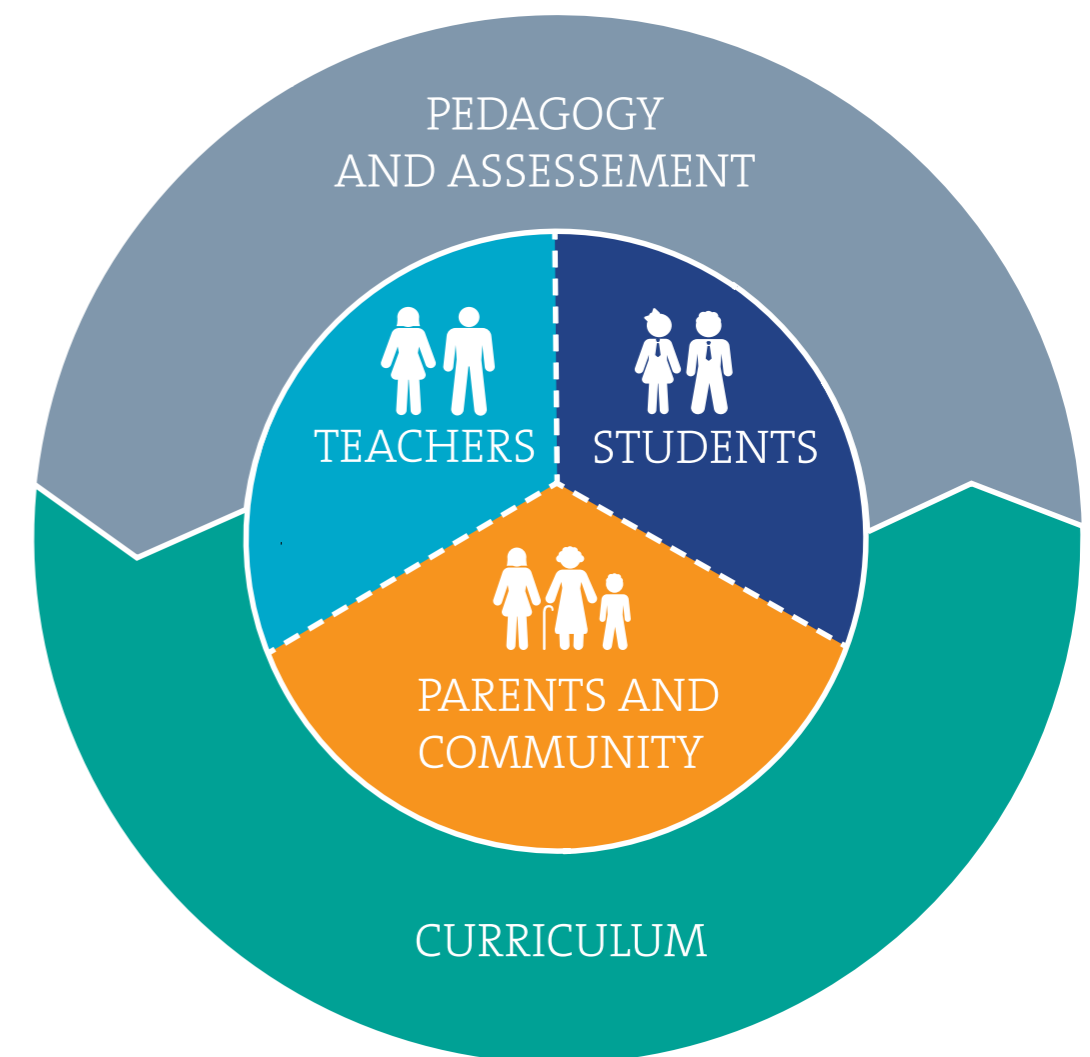 PEDAGOGY
AND ASSESSEMENT
TEACHERS
STUDENTS
PARENTS AND
COMMUNITY
CURRICULUM